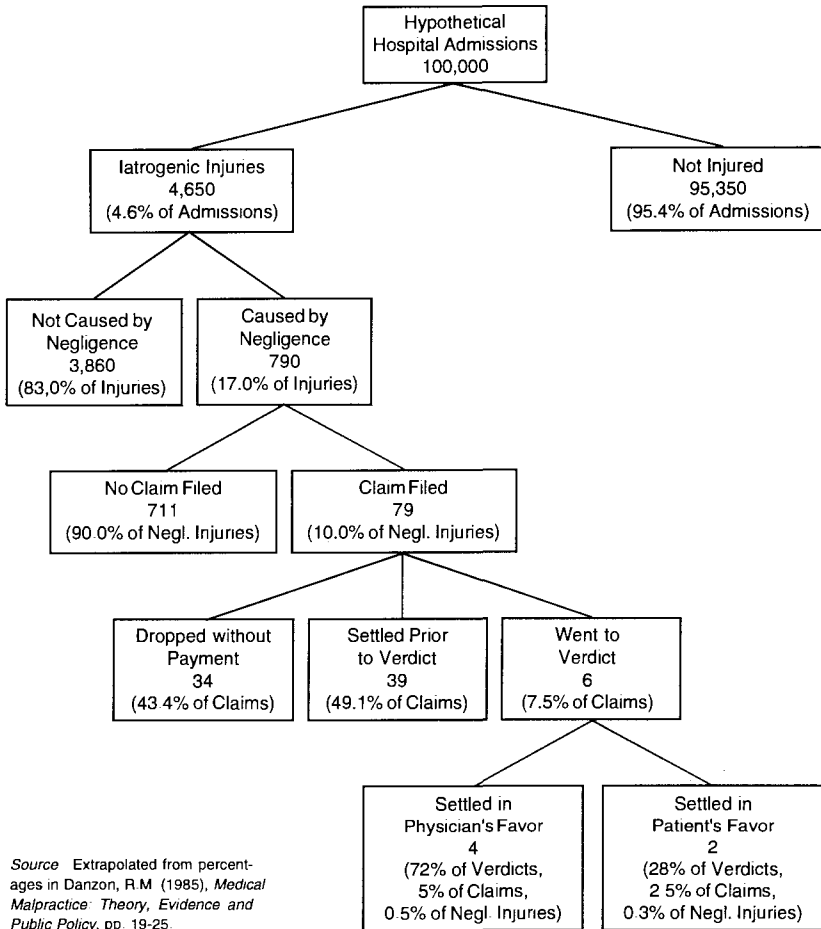 Hypothetical
Hospital Admissions
100,000
Iatrogenic Injuries
4,650
(4.6% of Admissions)
Not Injured
95,350
(95.4% of Admissions)
Not Caused by
Negligence
3,860
(83,0% of Injuries)
Caused by
Negligence
790
(17.0% of Injuries)
No Claim Filed
711
(90.0% of Negl. Injuries)
Claim Filed
79
(10.0% of Negl. Injuries)
Dropped without
Payment
34
(43.4% of Claims)
Settled Prior
to Verdict
39
(49.1% of Claims)
Went to
Verdict
6
(7.5% of Claims)
Settled in
Physician's Favor
4
(72% of Verdicts,
5% of Claims,
0.5% of Negl. Injuries)
Settled in
Patient's Favor
2
(28% of Verdicts,
2 5% of Claims,
0.3% of Negl. Injuries)
Source Extrapolated from percent-
ages in Danzon, R.M (1985), Medical
Malpractice: Theory, Evidence and
Public Policy, pp. 19-25.